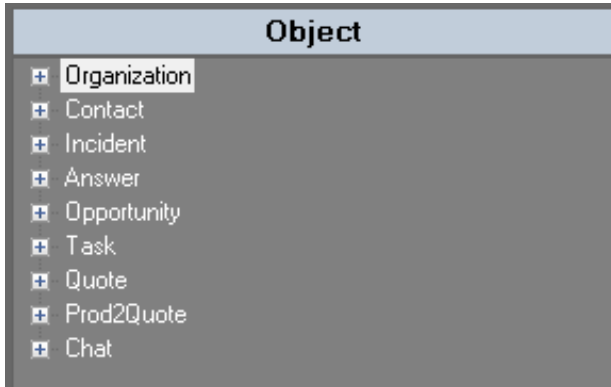 Object
Organization
Contact
Incident
Answer
Opportunity
Task
Quote
Prod2Quote
Chat